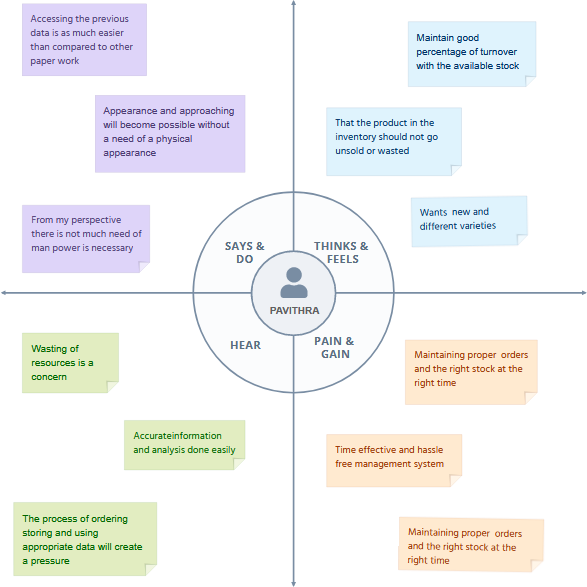 Accessing the previous
data is as much easier
than compared to other
paper work
Appearance and approaching
will become possible without
a need of a physical
appearance
From my perspective
there is not much need of
man power is necessary
Maintain good
percentage of turnover
with the available stock
That the product in the
inventory should not go
unsold or wasted
Wants new and
different varieties
SAYS &
DO
THINKS &
FEELS
PAVITHRA
HEAR
PAIN &
GAIN
Wasting of
resources is a
concern
Accurateinformation
and analysis done easily
The process of ordering
storing and using
appropriate data will create
a pressure
Maintaining proper orders
and the right stock at the
right time
Time effective and hassle
free management system
Maintaining proper orders
and the right stock at the
right time